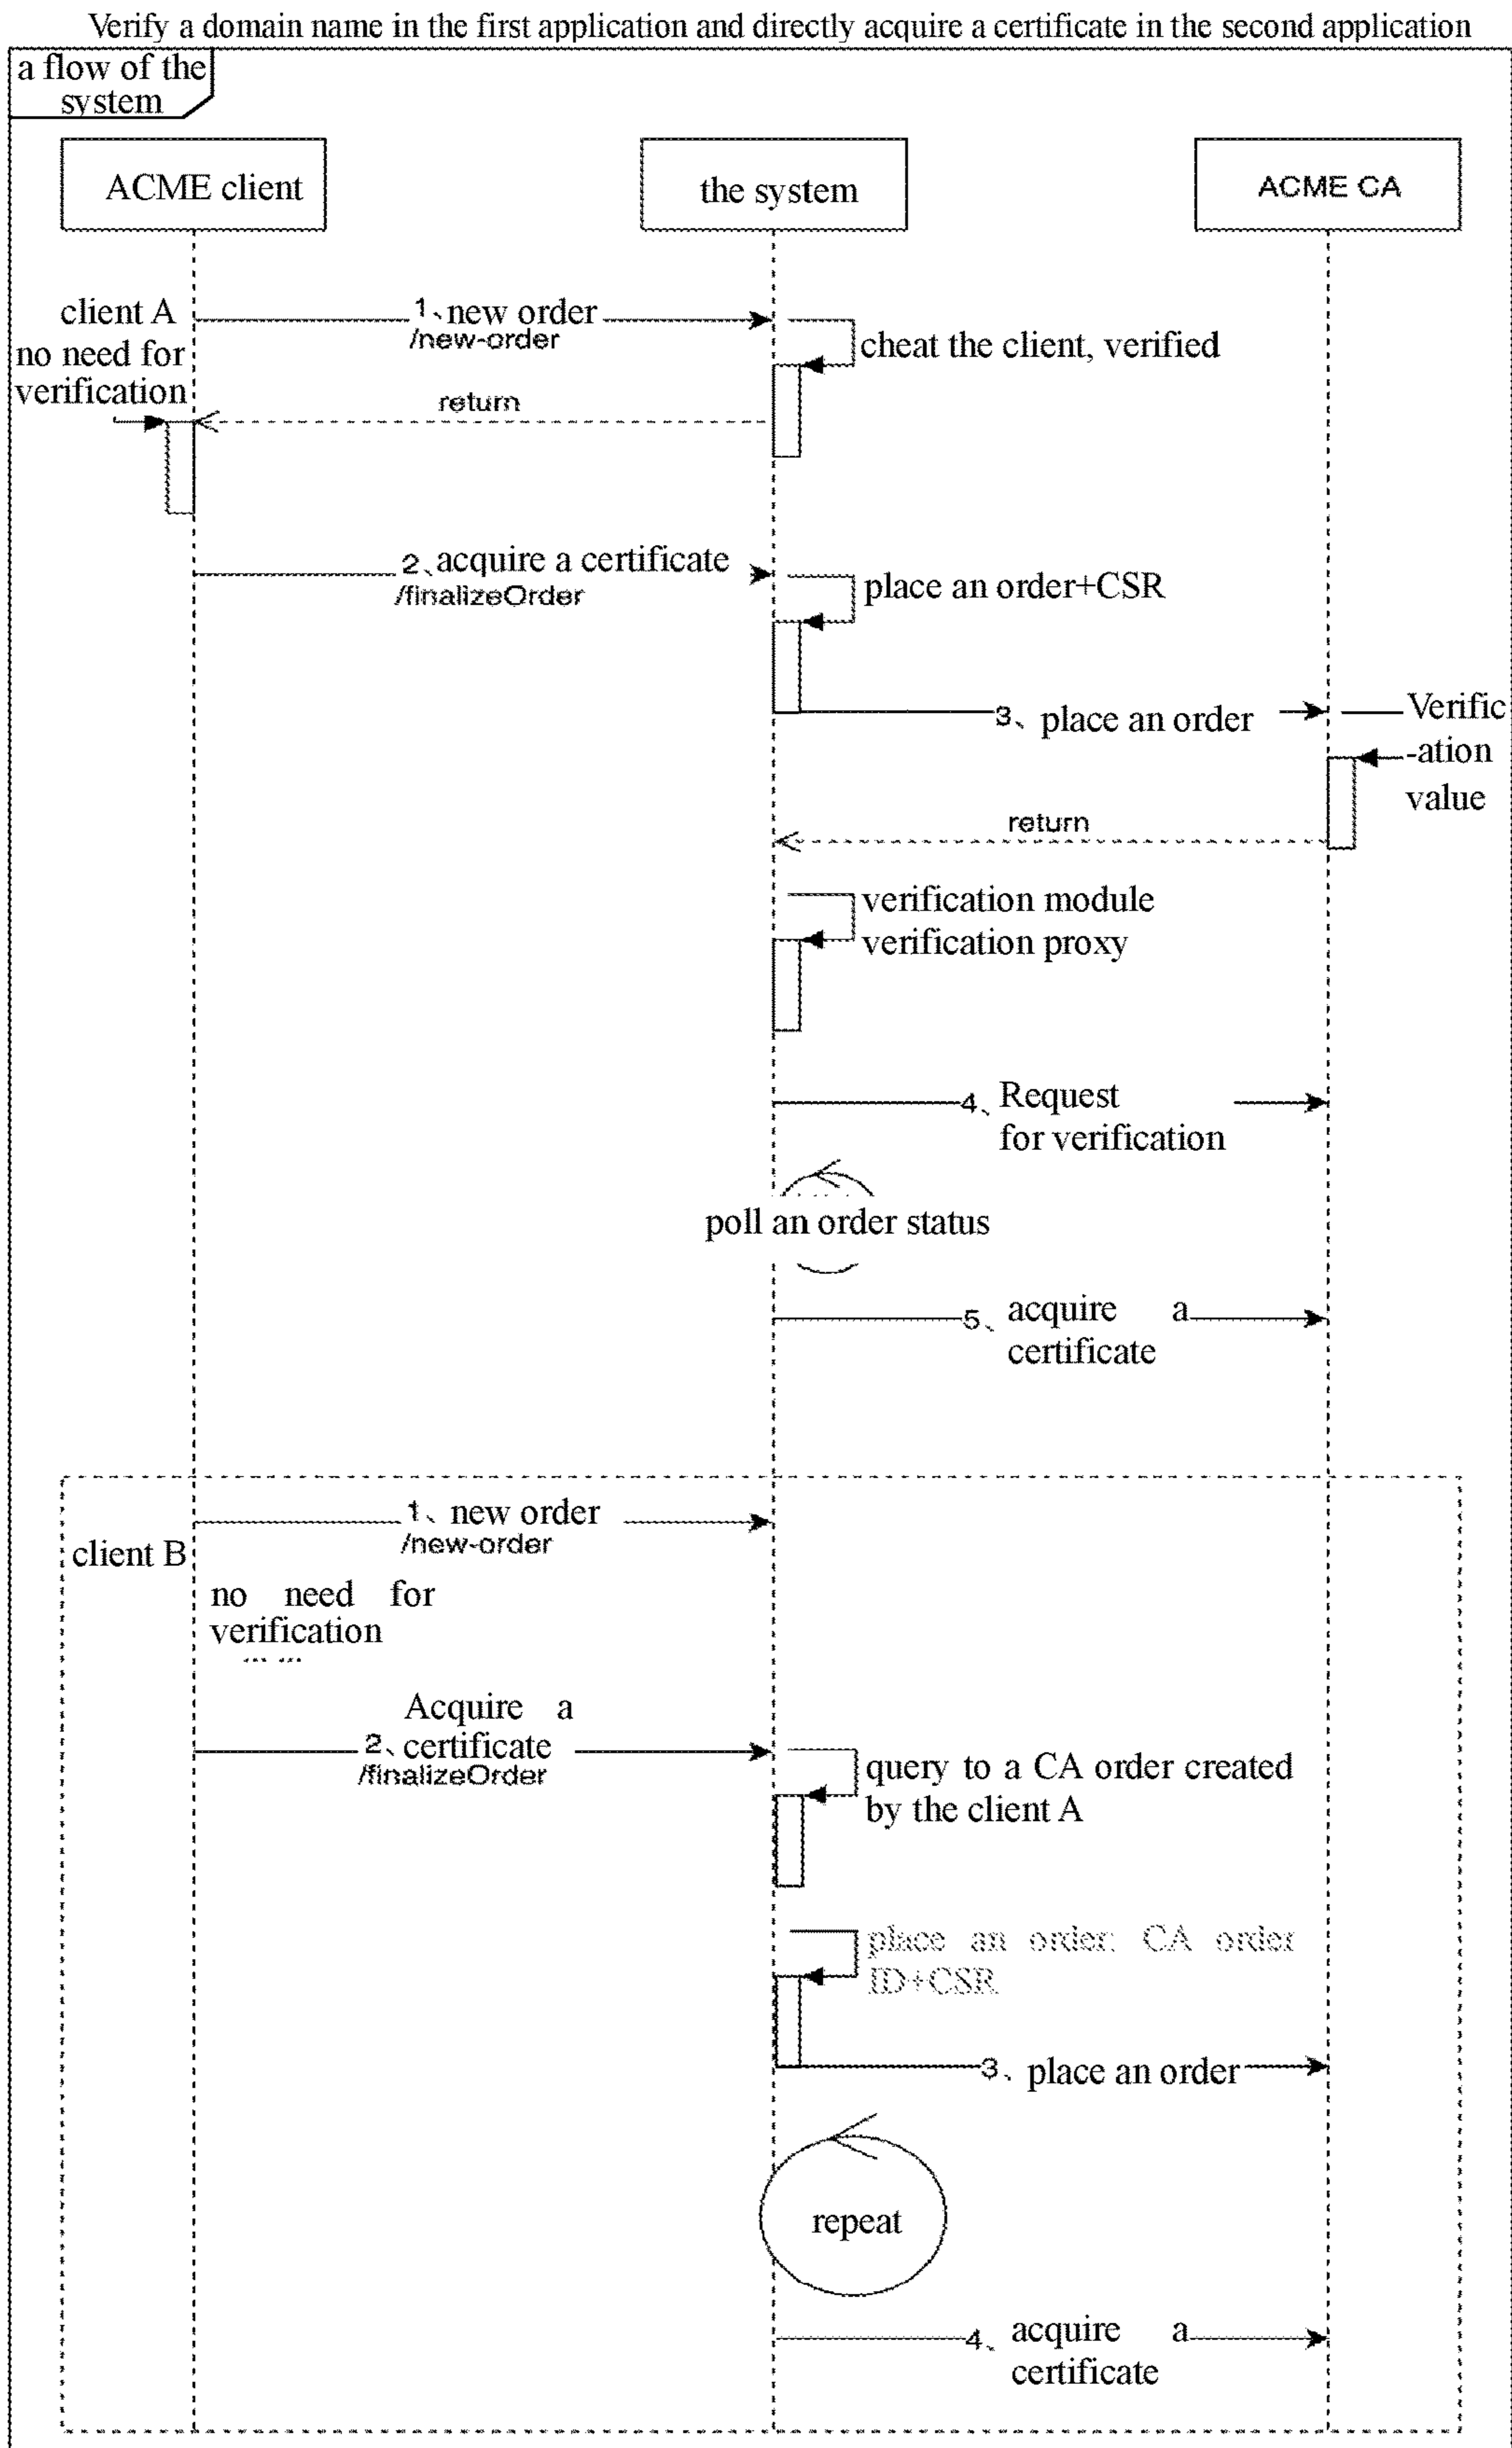 Verify a domain name in the first application and directly acquire a certificate in the second application
a flow of the
system
ACME client
the system
ACME CA
client A
1、new order
/new-order
no need for
verification
cheat the client, verified
return
2、acquire a certificate
/finalizeOrder
place an order+CSR
3、place an order
Verific
-ation
value
return
verification module
verification proxy
4、Request
for verification
poll an order status
5、acquire a
certificate
1、new order
/new-order
client B
no need for
verification
... ...
Acquire a
2、certificate
/finalizeOrder
query to a CA order created
by the client A
place an order: CA order
ID+CSR
3、place an order
repeat
4、acquire a
certificate